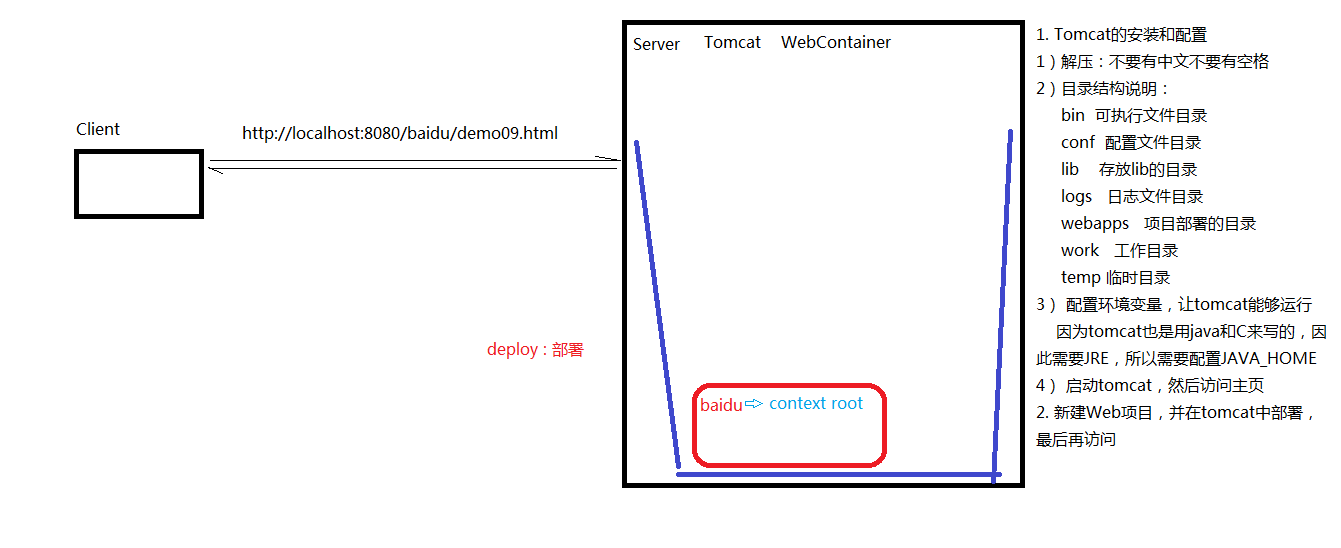 Server Tomcat WebContainer
Client
http://localhost:8080/baidu/demo09.html
deploy : 部署
baidu⇨ context root
1. Tomcat的安装和配置
1）解压：不要有中文不要有空格
2）目录结构说明：
bin 可执行文件目录
conf 配置文件目录
lib 存放lib的目录
logs 日志文件目录
webapps 项目部署的目录
work 工作目录
temp 临时目录
3） 配置环境变量，让tomcat能够运行
因为tomcat也是用java和C来写的，因
此需要JRE，所以需要配置JAVA_HOME
4） 启动tomcat，然后访问主页
2. 新建Web项目，并在tomcat中部署，
最后再访问